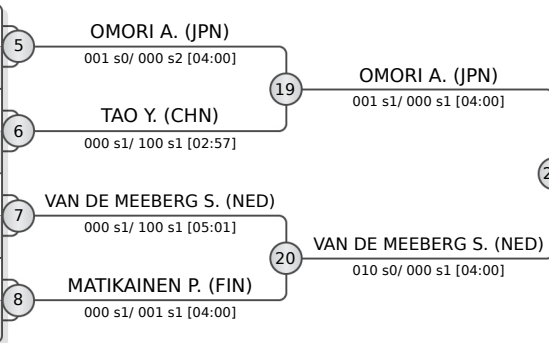 5
OMORI A. (JPN)
001 s0/ 000 s2 [04:00]
19
OMORI A. (JPN)
001 s1/ 000 s1 [04:00]
6
TAO Y. (CHN)
000 s1/ 100 s1 [02:57]
7
VAN DE MEEBERG S. (NED)
000 s1/ 100 s1 [05:01]
20
VAN DE MEEBERG S. (NED)
010 s0/ 000 s1 [04:00]
8
MATIKAINEN P. (FIN)
000 s1/ 001 s1 [04:00]